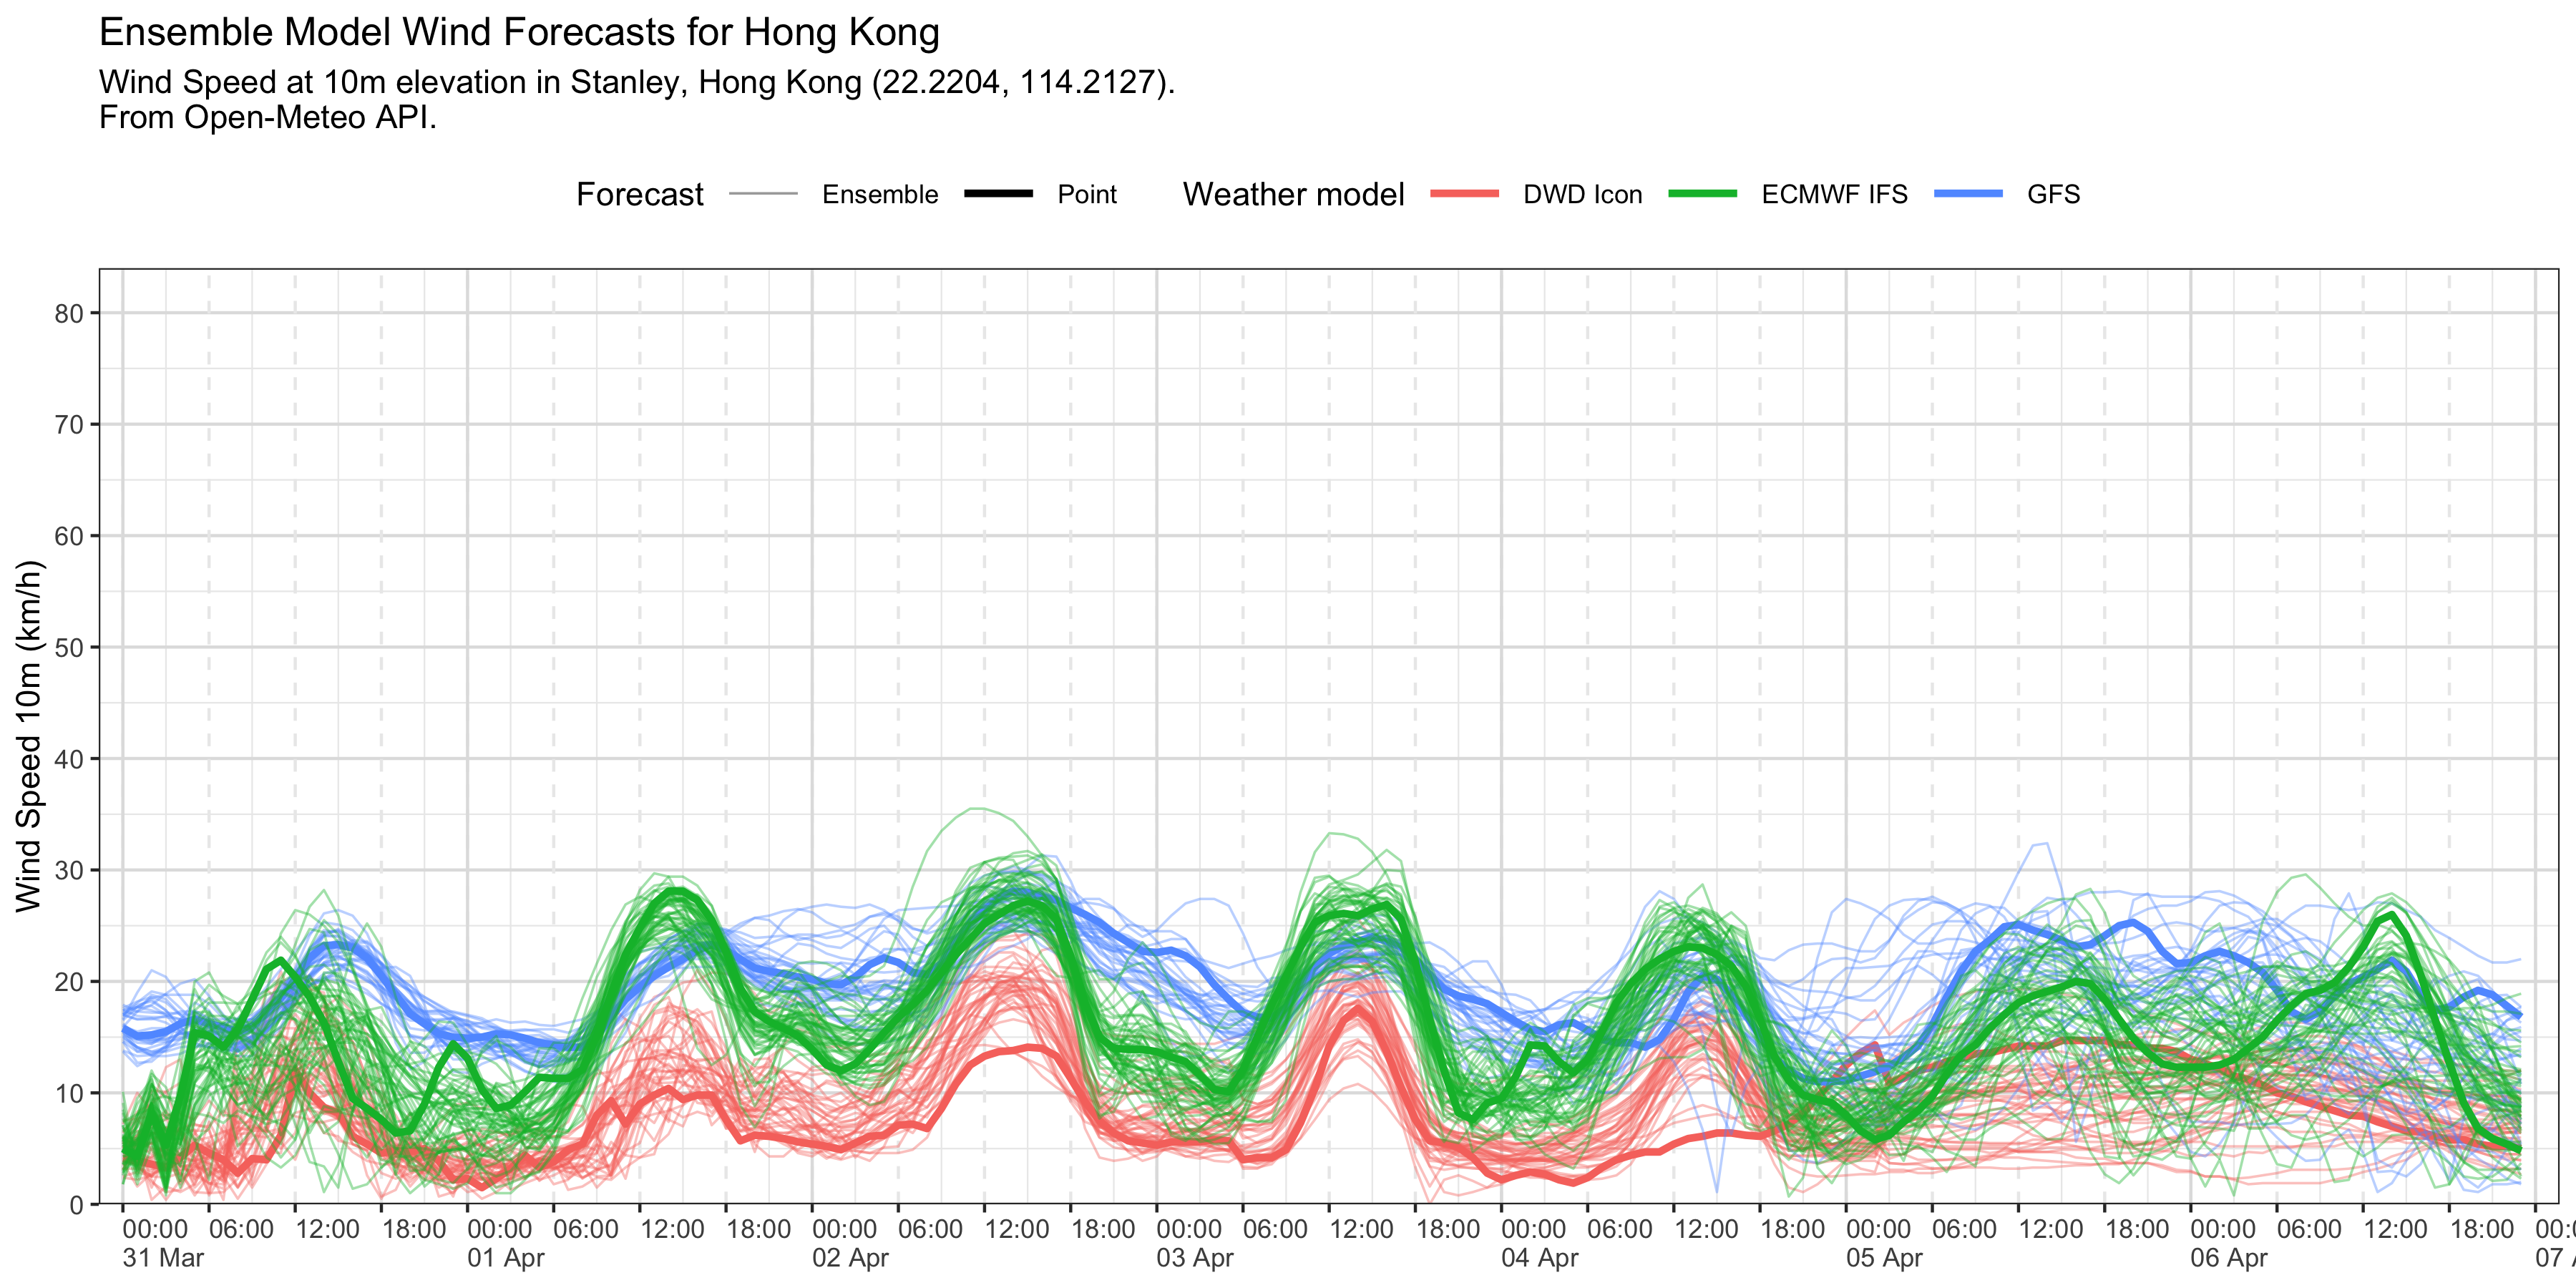 Ensemble Model Wind Forecasts for Hong Kong
Wind Speed at 10m elevation in Stanley, Hong Kong (22.2204, 114.2127).
From Open-Meteo API.
Forecast Ensemble Point Weather model DWD Icon ECMWF IFS GFS
Wind Speed 10m (km/h)
80
70
60
50
40
30
20
10
0
00:00 06:00 12:00 18:00 00:00 06:00 12:00 18:00 00:00 06:00 12:00 18:00 00:00 06:00 12:00 18:00 00:00 06:00 12:00 18:00 00:00 06:00 12:00 18:00 00:00 06:00 12:00 18:00
31 Mar 01 Apr 02 Apr 03 Apr 04 Apr 05 Apr 06 Apr 07